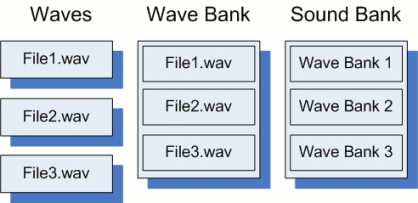 Waves
File1.wav
File2.wav
File3.wav
Wave Bank
File1.wav
File2.wav
File3.wav
Sound Bank
Wave Bank 1
Wave Bank 2
Wave Bank 3